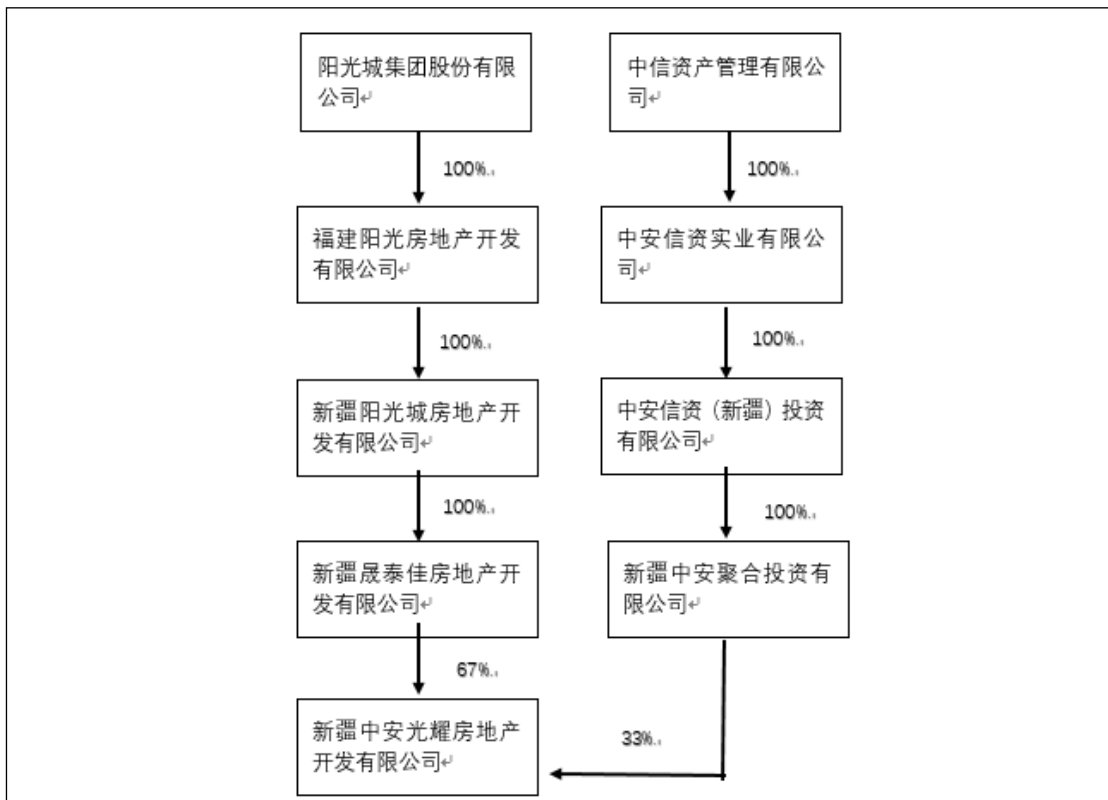 阳光城集团股份有限
公司
中信资产管理有限公
司
100%
100%
福建阳光房地产开发
有限公司
中安信资实业有限公
司
100%
100%
新疆阳光城房地产开
发有限公司
中安信资（新疆）投资
有限公司
100%
100%
新疆晟泰佳房地产开
发有限公司
新疆中安聚合投资有
限公司
67%
新疆中安光耀房地产
开发有限公司
33%